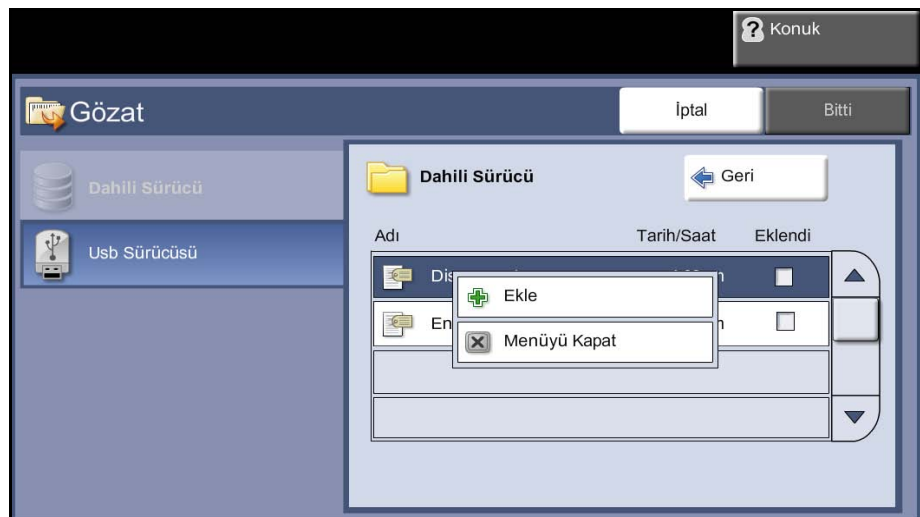 Konuk
Gözat
İptal
Bitti
Dahili Sürücü
Usb Sürücüsü
Dahili Sürücü
Geri
Adı
Tarih/Saat
Eklendi
Ekle
Menüyü Kapat